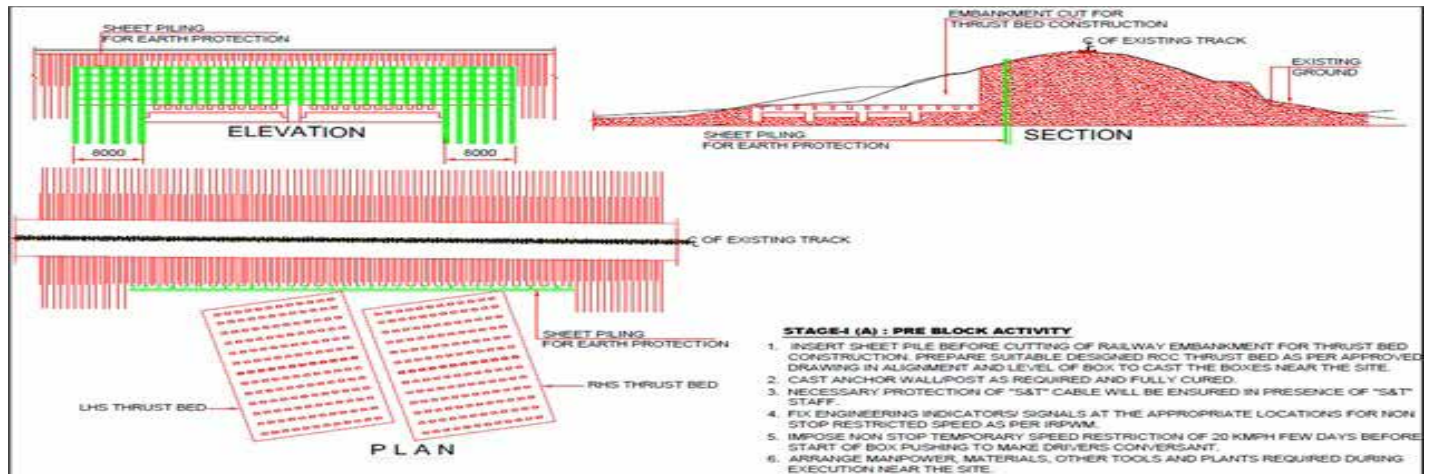 SHEET PILING
FOR EARTH PROTECTION
ELEVATION
6000
6000
EMBANKMENT CUT FOR
THRUST BED CONSTRUCTION
℄ OF EXISTING TRACK
EXISTING
GROUND
SHEET PILING
FOR EARTH PROTECTION
SECTION
℄ OF EXISTING TRACK
SHEET PILING
FOR EARTH PROTECTION
RHS THRUST BED
LHS THRUST BED
PLAN
STAGE-I (A) : PRE BLOCK ACTIVITY
1. INSERT SHEET PILE BEFORE CUTTING OF RAILWAY EMBANKMENT FOR THRUST BED
CONSTRUCTION. PREPARE SUITABLE DESIGNED RCC THRUST BED AS PER APPROVED
DRAWING IN ALIGNMENT AND LEVEL OF BOX TO CAST THE BOXES NEAR THE SITE.
2. CAST ANCHOR WALL/POST AS REQUIRED AND FULLY CURED.
3. NECESSARY PROTECTION OF "S&T" CABLE WILL BE ENSURED IN PRESENCE OF "S&T"
STAFF.
4. FIX ENGINEERING INDICATORS/ SIGNALS AT THE APPROPRIATE LOCATIONS FOR NON
STOP RESTRICTED SPEED AS PER IRPWM.
5. IMPOSE NON STOP TEMPORARY SPEED RESTRICTION OF 20 KMPH FEW DAYS BEFORE
START OF BOX PUSHING TO MAKE DRIVERS CONVERSANT.
6. ARRANGE MANPOWER, MATERIALS, OTHER TOOLS AND PLANTS REQUIRED DURING
EXECUTION NEAR THE SITE.